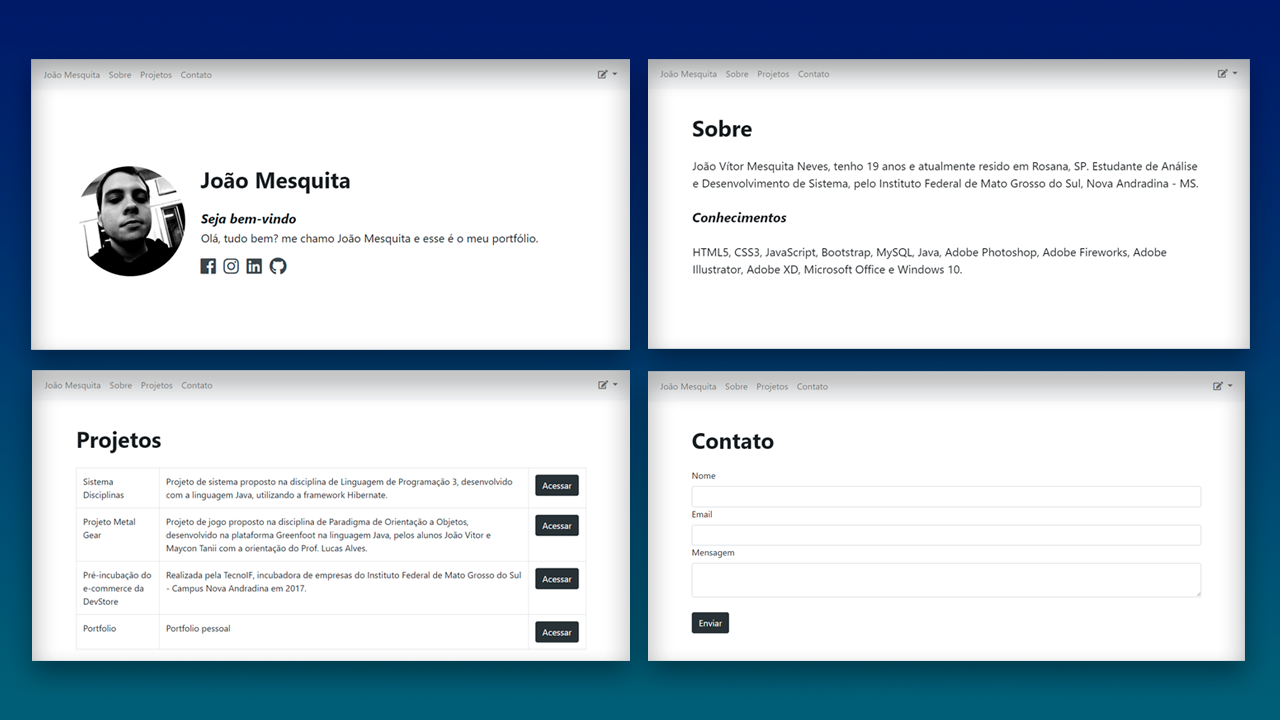 João Mesquita Sobre Projetos Contato
João Mesquita
Seja bem-vindo
Olá, tudo bem? me chamo João Mesquita e esse é o meu portfólio.
João Mesquita Sobre Projetos Contato
Sobre
João Vítor Mesquita Neves, tenho 19 anos e atualmente resido em Rosana, SP. Estudante de Análise
e Desenvolvimento de Sistema, pelo Instituto Federal de Mato Grosso do Sul, Nova Andradina - MS.
Conhecimentos
HTML5, CSS3, JavaScript, Bootstrap, MySQL, Java, Adobe Photoshop, Adobe Fireworks, Adobe
Illustrator, Adobe XD, Microsoft Office e Windows 10.
João Mesquita Sobre Projetos Contato
Projetos
Sistema
Disciplinas
Projeto de sistema proposto na disciplina de Linguagem de Programação 3, desenvolvido
com a linguagem Java, utilizando a framework Hibernate.
Acessar
Projeto Metal
Gear
Projeto de jogo proposto na disciplina de Paradigma de Orientação a Objetos,
desenvolvido na plataforma Greenfoot na linguagem Java, pelos alunos João Vitor e
Maycon Tanii com a orientação do Prof. Lucas Alves.
Acessar
Pré-incubação do
e-commerce da
DevStore
Realizada pela TecnoIF, incubadora de empresas do Instituto Federal de Mato Grosso do Sul
- Campus Nova Andradina em 2017.
Acessar
Portfolio
Portfolio pessoal
Acessar
João Mesquita Sobre Projetos Contato
Contato
Nome
Email
Mensagem
Enviar